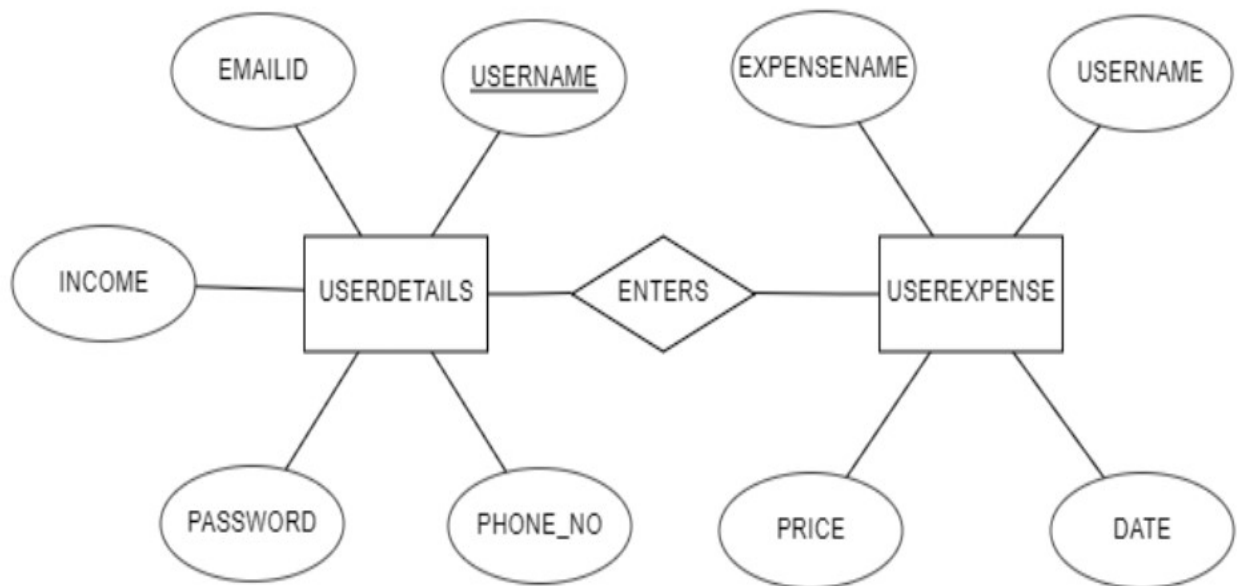 EMAILID
USERNAME
EXPENSENAME
USERNAME
INCOME
USERDETAILS
ENTERS
USEREXPENSE
PASSWORD
PHONE_NO
PRICE
DATE